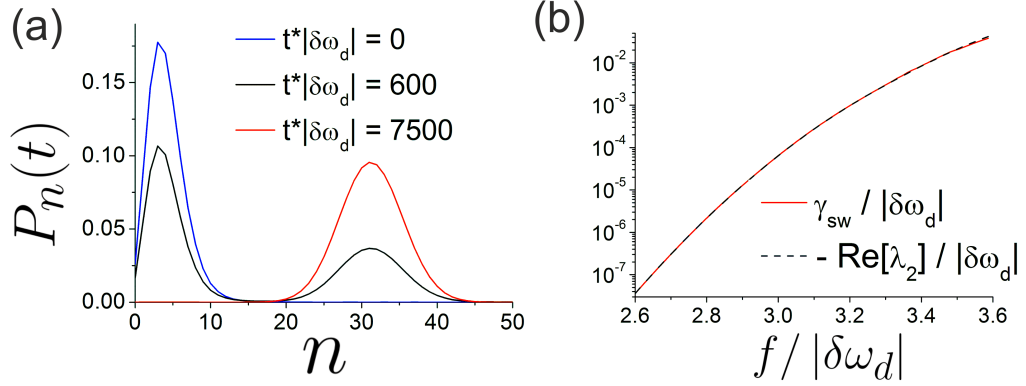 (a)
t*|δω_d| = 0
t*|δω_d| = 600
t*|δω_d| = 7500
P_n(t)
0.15
0.10
0.05
0.00
0 10 20 30 40 50
n
(b)
10^-2
10^-3
10^-4
10^-5
10^-6
10^-7
γ_sw / |δω_d|
- Re[λ_2] / |δω_d|
2.6 2.8 3.0 3.2 3.4 3.6
f / |δω_d|